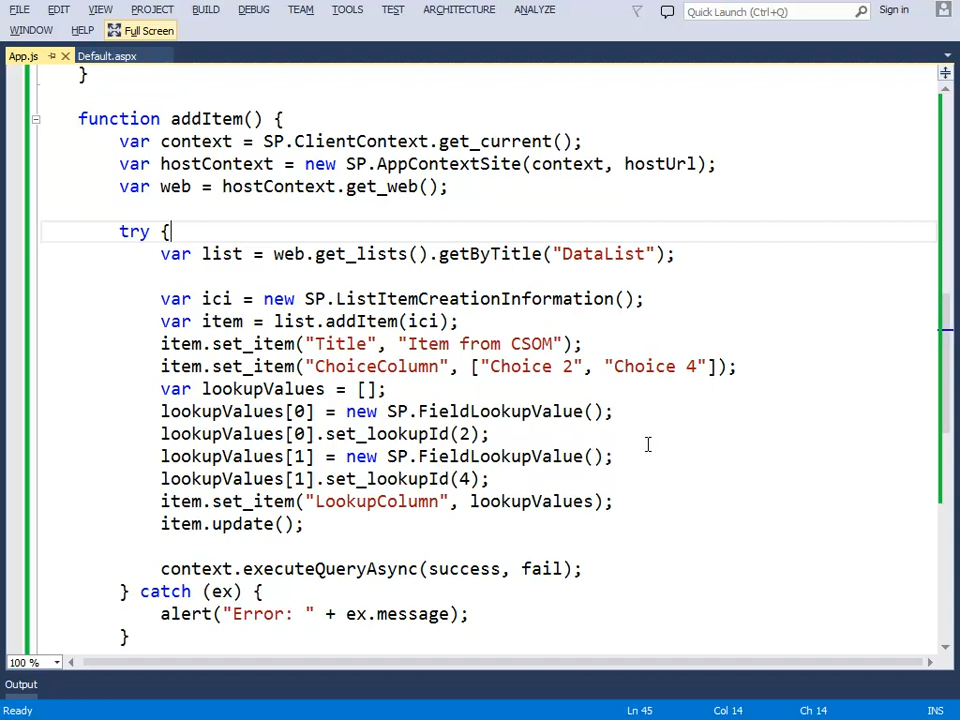 FILE EDIT VIEW PROJECT BUILD DEBUG TEAM TOOLS TEST ARCHITECTURE ANALYZE Quick Launch (Ctrl+Q) Sign in
WINDOW HELP Full Screen
App.js Default.aspx
}
function addItem() {
var context = SP.ClientContext.get_current();
var hostContext = new SP.AppContextSite(context, hostUrl);
var web = hostContext.get_web();
try {
var list = web.get_lists().getByTitle("DataList");
var ici = new SP.ListItemCreationInformation();
var item = list.addItem(ici);
item.set_item("Title", "Item from CSOM");
item.set_item("ChoiceColumn", ["Choice 2", "Choice 4"]);
var lookupValues = [];
lookupValues[0] = new SP.FieldLookupValue();
lookupValues[0].set_lookupId(2);
lookupValues[1] = new SP.FieldLookupValue();
lookupValues[1].set_lookupId(4);
item.set_item("LookupColumn", lookupValues);
item.update();
context.executeQueryAsync(success, fail);
} catch (ex) {
alert("Error: " + ex.message);
}
100 %
Output
Ready Ln 45 Col 14 Ch 14 INS